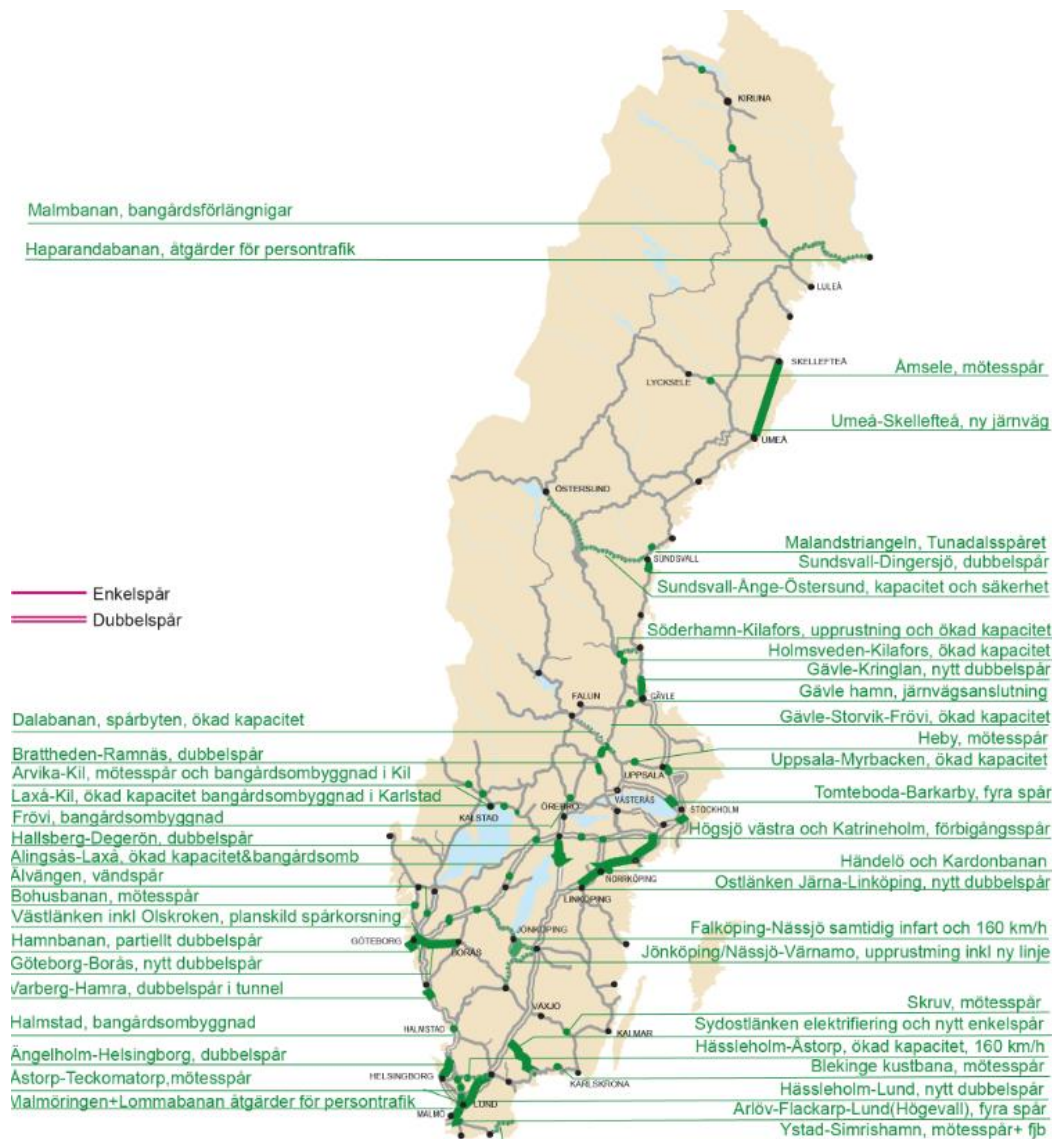 KIRUNA
Malmbanan, bangårdsförlängnigar
Haparandabanan, åtgärder för persontrafik
LULEÅ
SKELLEFTEÅ
Åmsele, mötesspår
LYCKSELE
Umeå-Skellefteå, ny järnväg
UMEÅ
ÖSTERSUND
Malandstriangeln, Tunadalsspåret
SUNDSVALL
Sundsvall-Dingersjö, dubbelspår
Sundsvall-Ånge-Östersund, kapacitet och säkerhet
Enkelspår
Dubbelspår
Söderhamn-Kilafors, upprustning och ökad kapacitet
Holmsveden-Kilafors, ökad kapacitet
Gävle-Kringlan, nytt dubbelspår
FALUN
GÄVLE
Gävle hamn, järnvägsanslutning
Dalabanan, spårbyten, ökad kapacitet
Gävle-Storvik-Frövi, ökad kapacitet
Heby, mötesspår
Brattheden-Ramnäs, dubbelspår
Uppsala-Myrbacken, ökad kapacitet
Arvika-Kil, mötesspår och bangårdsombyggnad i Kil
UPPSALA
Laxå-Kil, ökad kapacitet bangårdsombyggnad i Karlstad
VÄSTERÅS
Tomteboda-Barkarby, fyra spår
ÖREBRO
STOCKHOLM
Frövi, bangårdsombyggnad
KALSTAD
Högsjö västra och Katrineholm, förbigångsspår
Hallsberg-Degerön, dubbelspår
Alingsås-Laxå, ökad kapacitet&bangårdsomb
Händelö och Kardonbanan
Älvängen, vändspår
NORRKÖPING
Ostlänken Järna-Linköping, nytt dubbelspår
Bohusbanan, mötesspår
LINKÖPING
Västlänken inkl Olskroken, planskild spårkorsning
Falköping-Nässjö samtidig infart och 160 km/h
JÖNKÖPING
Hamnbanan, partiellt dubbelspår
GÖTEBORG
BORÅS
Jönköping/Nässjö-Värnamo, upprustming inkl ny linje
Göteborg-Borås, nytt dubbelspår
Varberg-Hamra, dubbelspår i tunnel
Skruv, mötesspår
VÄXJÖ
Halmstad, bangårdsombyggnad
HALMSTAD
KALMAR
Sydostlänken elektrifiering och nytt enkelspår
Hässleholm-Åstorp, ökad kapacitet, 160 km/h
Ängelholm-Helsingborg, dubbelspår
Blekinge kustbana, mötesspår
HELSINGBORG
KARLSKRONA
Åstorp-Teckomatorp,mötesspår
Hässleholm-Lund, nytt dubbelspår
Malmöringen+Lommabanan åtgärder för persontrafik
LUND
Arlöv-Flackarp-Lund(Högevall), fyra spår
MALMÖ
Ystad-Simrishamn, mötesspår+ fjb